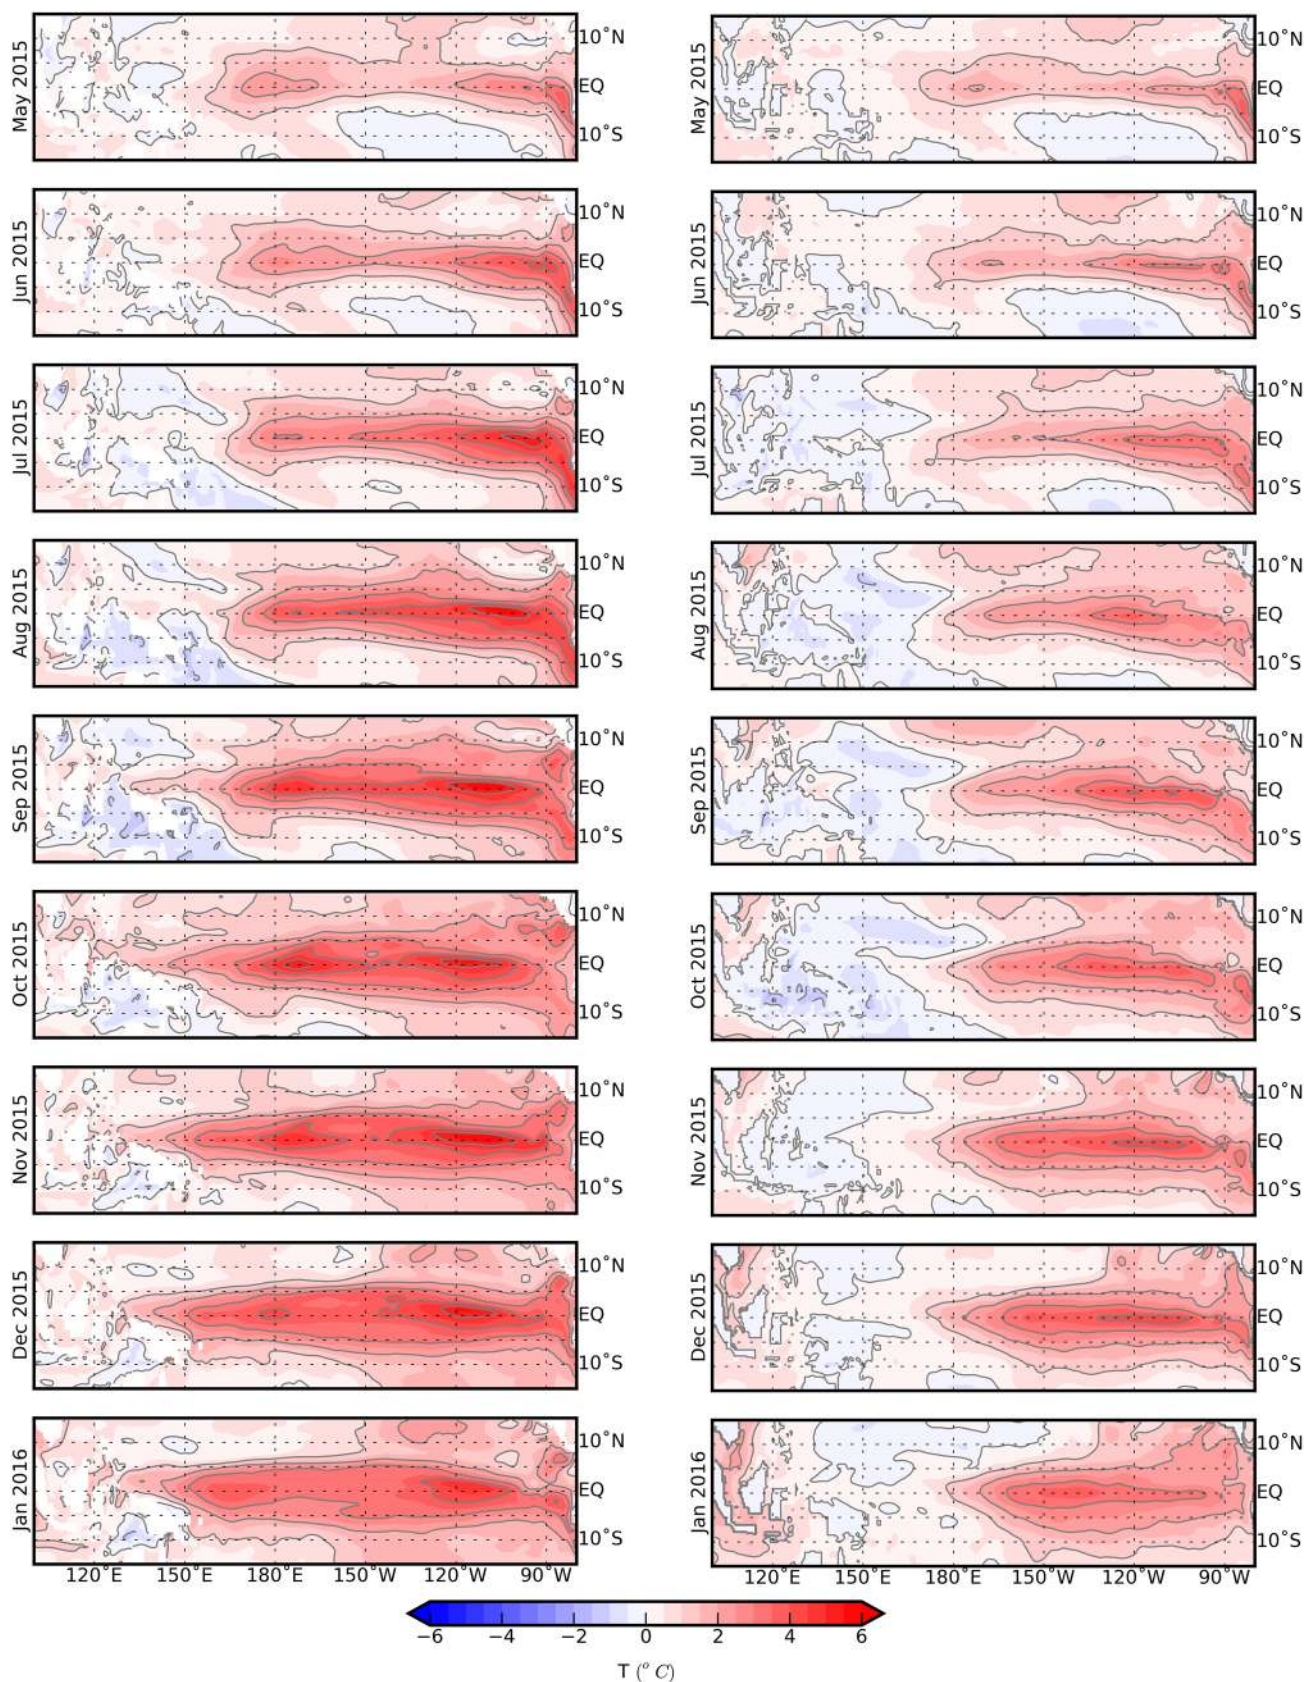 May 2015
10°N
EQ
10°S
May 2015
10°N
EQ
10°S
Jun 2015
10°N
EQ
10°S
Jun 2015
10°N
EQ
10°S
Jul 2015
10°N
EQ
10°S
Jul 2015
10°N
EQ
10°S
Aug 2015
10°N
EQ
10°S
Aug 2015
10°N
EQ
10°S
Sep 2015
10°N
EQ
10°S
Sep 2015
10°N
EQ
10°S
Oct 2015
10°N
EQ
10°S
Oct 2015
10°N
EQ
10°S
Nov 2015
10°N
EQ
10°S
Nov 2015
10°N
EQ
10°S
Dec 2015
10°N
EQ
10°S
Dec 2015
10°N
EQ
10°S
Jan 2016
10°N
EQ
10°S
Jan 2016
10°N
EQ
10°S
120°E 150°E 180°E 150°W 120°W 90°W
120°E 150°E 180°E 150°W 120°W 90°W
−6 −4 −2 0 2 4 6
T (° C)